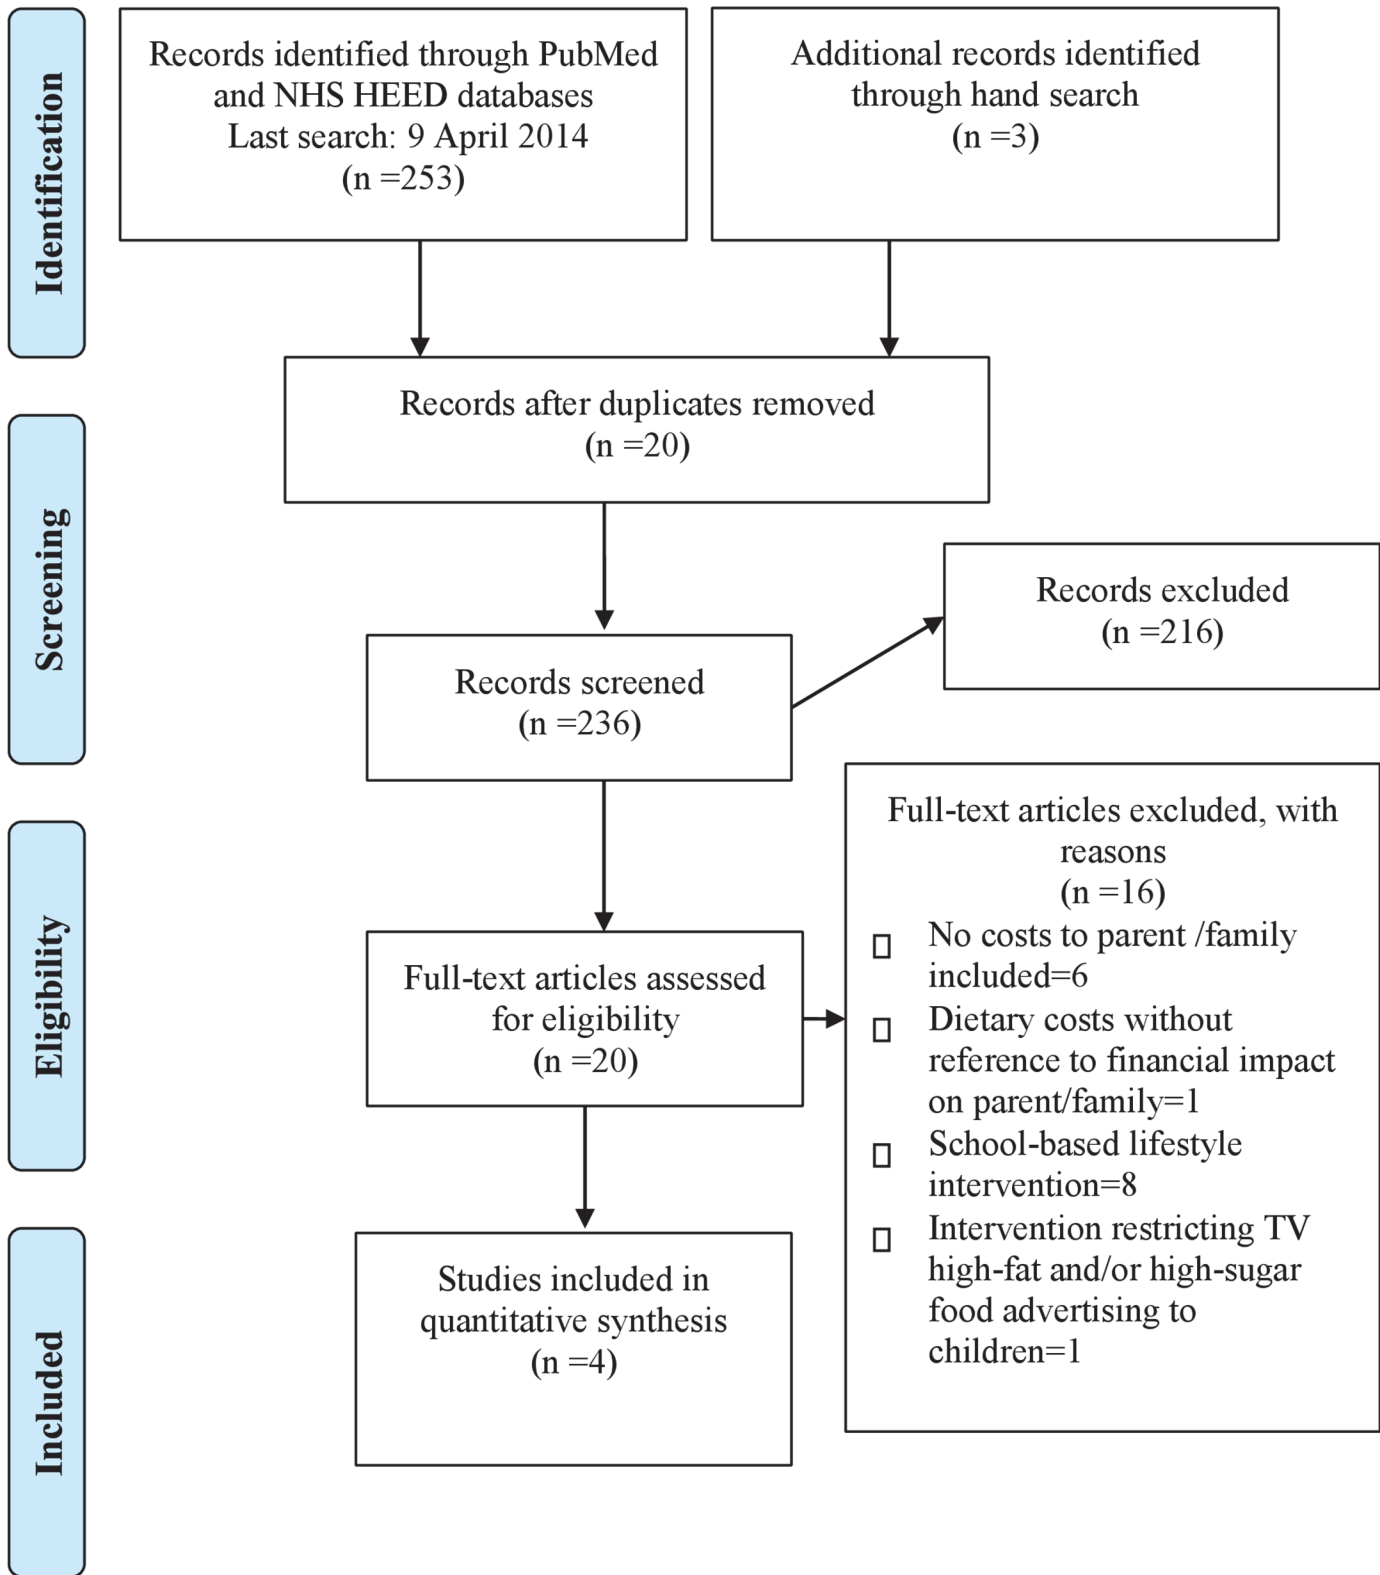 Identification
Records identified through PubMed
and NHS HEED databases
Last search: 9 April 2014
(n =253)
Additional records identified
through hand search
(n =3)
Records after duplicates removed
(n =20)
Screening
Records screened
(n =236)
Records excluded
(n =216)
Eligibility
Full-text articles assessed
for eligibility
(n =20)
Full-text articles excluded, with
reasons
(n =16)
No costs to parent /family
included=6
Dietary costs without
reference to financial impact
on parent/family=1
School-based lifestyle
intervention=8
Intervention restricting TV
high-fat and/or high-sugar
food advertising to
children=1
Included
Studies included in
quantitative synthesis
(n =4)